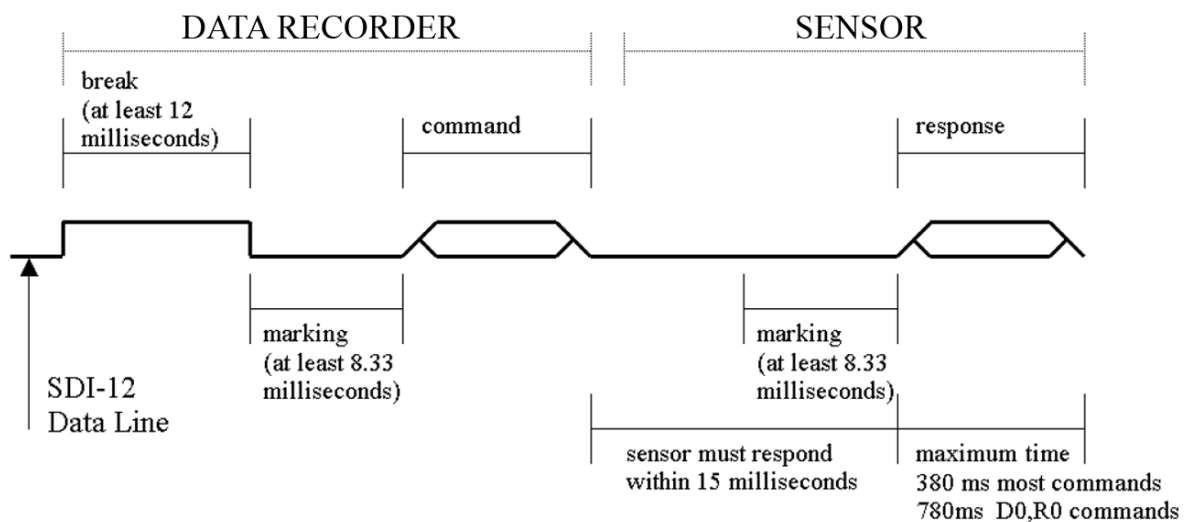 DATA RECORDER
SENSOR
break
(at least 12
milliseconds)
command
response
marking
(at least 8.33
milliseconds)
marking
(at least 8.33
milliseconds)
SDI-12
Data Line
sensor must respond
within 15 milliseconds
maximum time
380 ms most commands
780ms D0,R0 commands